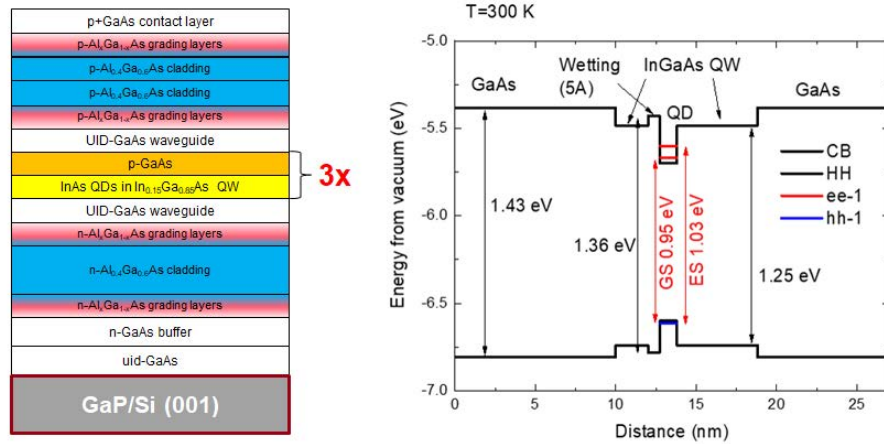 p+GaAs contact layer
p-AlxGa1-xAs grading layers
p-Al0.4Ga0.6As cladding
p-Al0.4Ga0.6As cladding
p-AlxGa1-xAs grading layers
UID-GaAs waveguide
p-GaAs
InAs QDs in In0.15Ga0.85As QW
3x
UID-GaAs waveguide
n-AlxGa1-xAs grading layers
n-Al0.4Ga0.6As cladding
n-AlxGa1-xAs grading layers
n-GaAs buffer
uid-GaAs
GaP/Si (001)
T=300 K
Energy from vacuum (eV)
-5.0
-5.5
-6.0
-6.5
-7.0
GaAs
Wetting
(5A)
InGaAs QW
QD
GaAs
1.43 eV
1.36 eV
GS 0.95 eV
ES 1.03 eV
1.25 eV
CB
HH
ee-1
hh-1
0
5
10
15
20
25
Distance (nm)